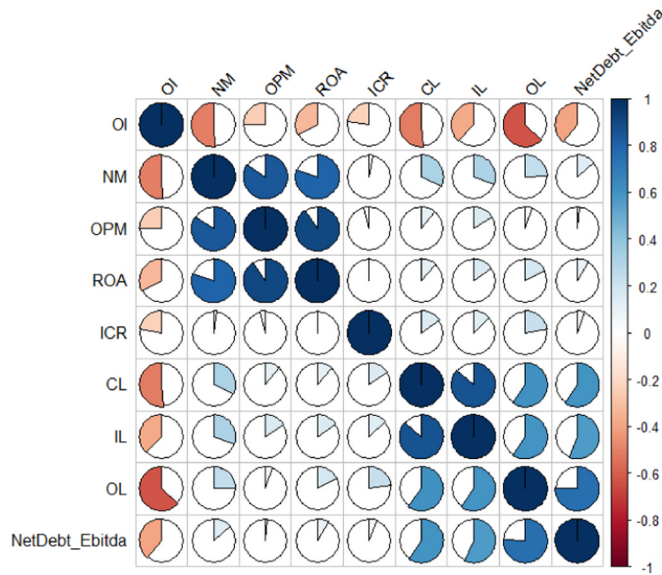 OI NM OPM ROA ICR CL IL OL NetDebt_Ebitda
OI
NM
OPM
ROA
ICR
CL
IL
OL
NetDebt_Ebitda
1
0.8
0.6
0.4
0.2
0
-0.2
-0.4
-0.6
-0.8
-1